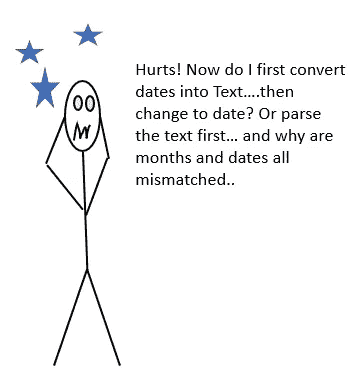 Hurts! Now do I first convert
dates into Text....then
change to date? Or parse
the text first... and why are
months and dates all
mismatched..